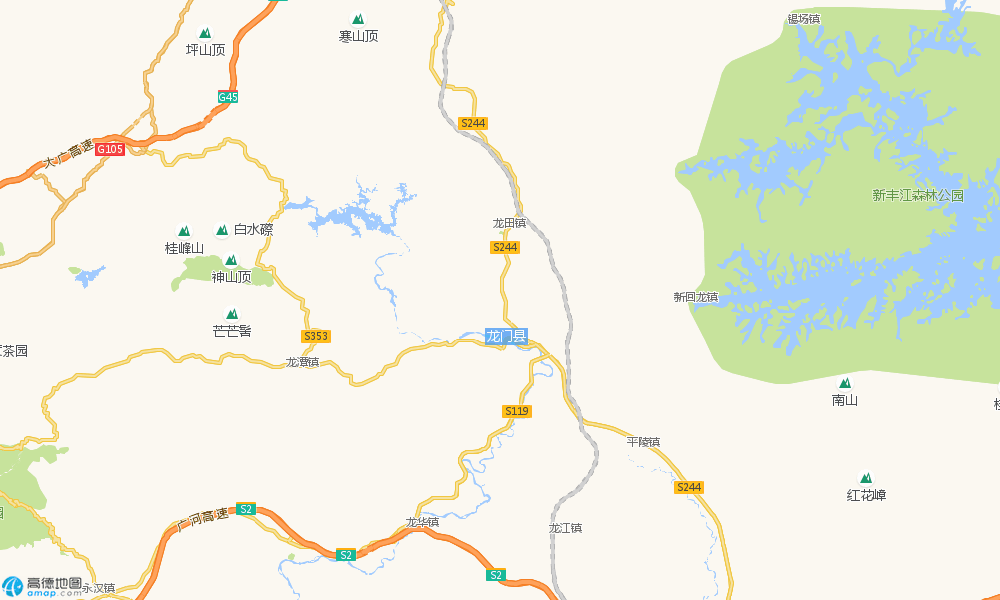 锡场镇
寒山顶
坪山顶
G45
S244
大广高速
G105
新丰江森林公园
龙田镇
白水磜
桂峰山
S244
神山顶
新回龙镇
芒芒髻
S353
龙门县
茶园
龙潭镇
南山
S119
平陵镇
S244
红花嶂
S2
广河高速
龙华镇
龙江镇
S2
S2
高德地图
amap.com
永汉镇